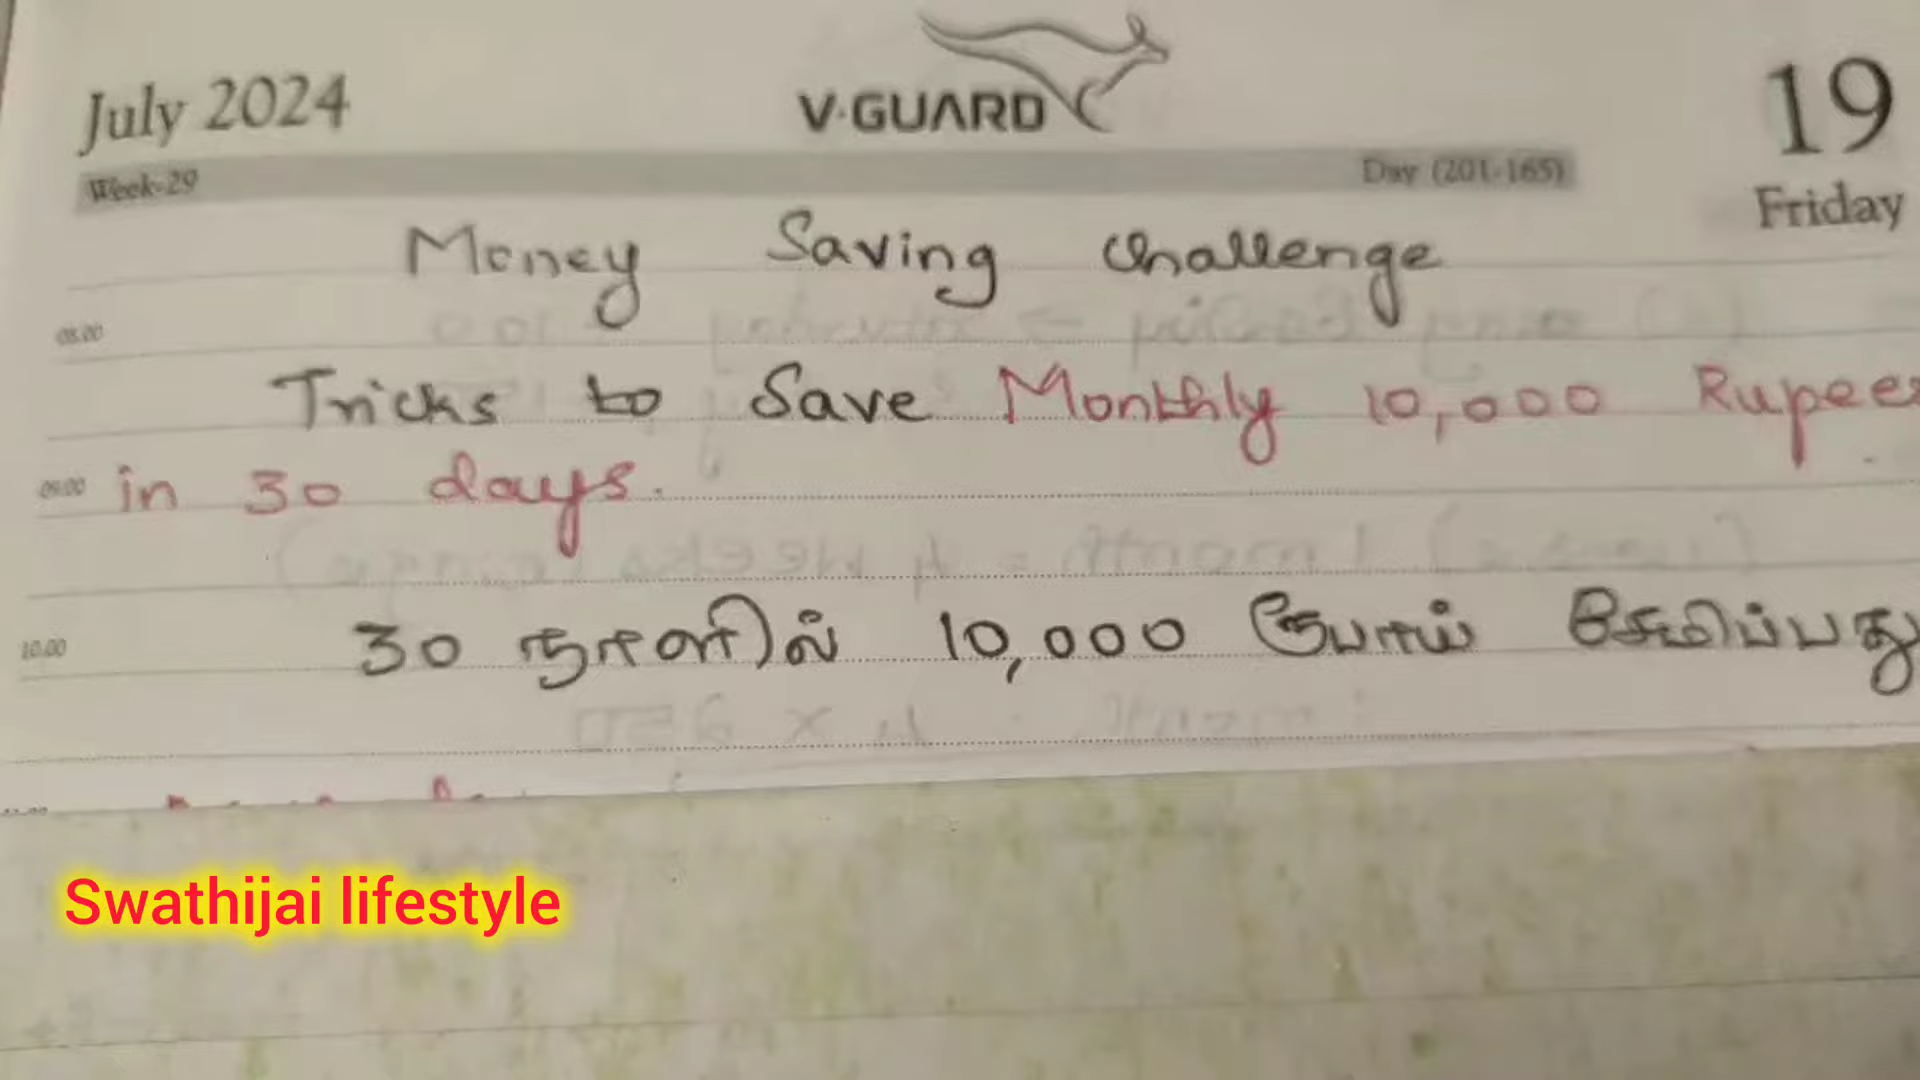 July 2024
V-GUARD
19
Week-29
Day (201-165)
Friday
Money Saving Challenge
08.00
Tricks to Save Monthly 10,000 Rupees
09.00 in 30 days.
10.00 30 நாளில் 10,000 ரூபாய் சேமிப்பது
Swathijai lifestyle